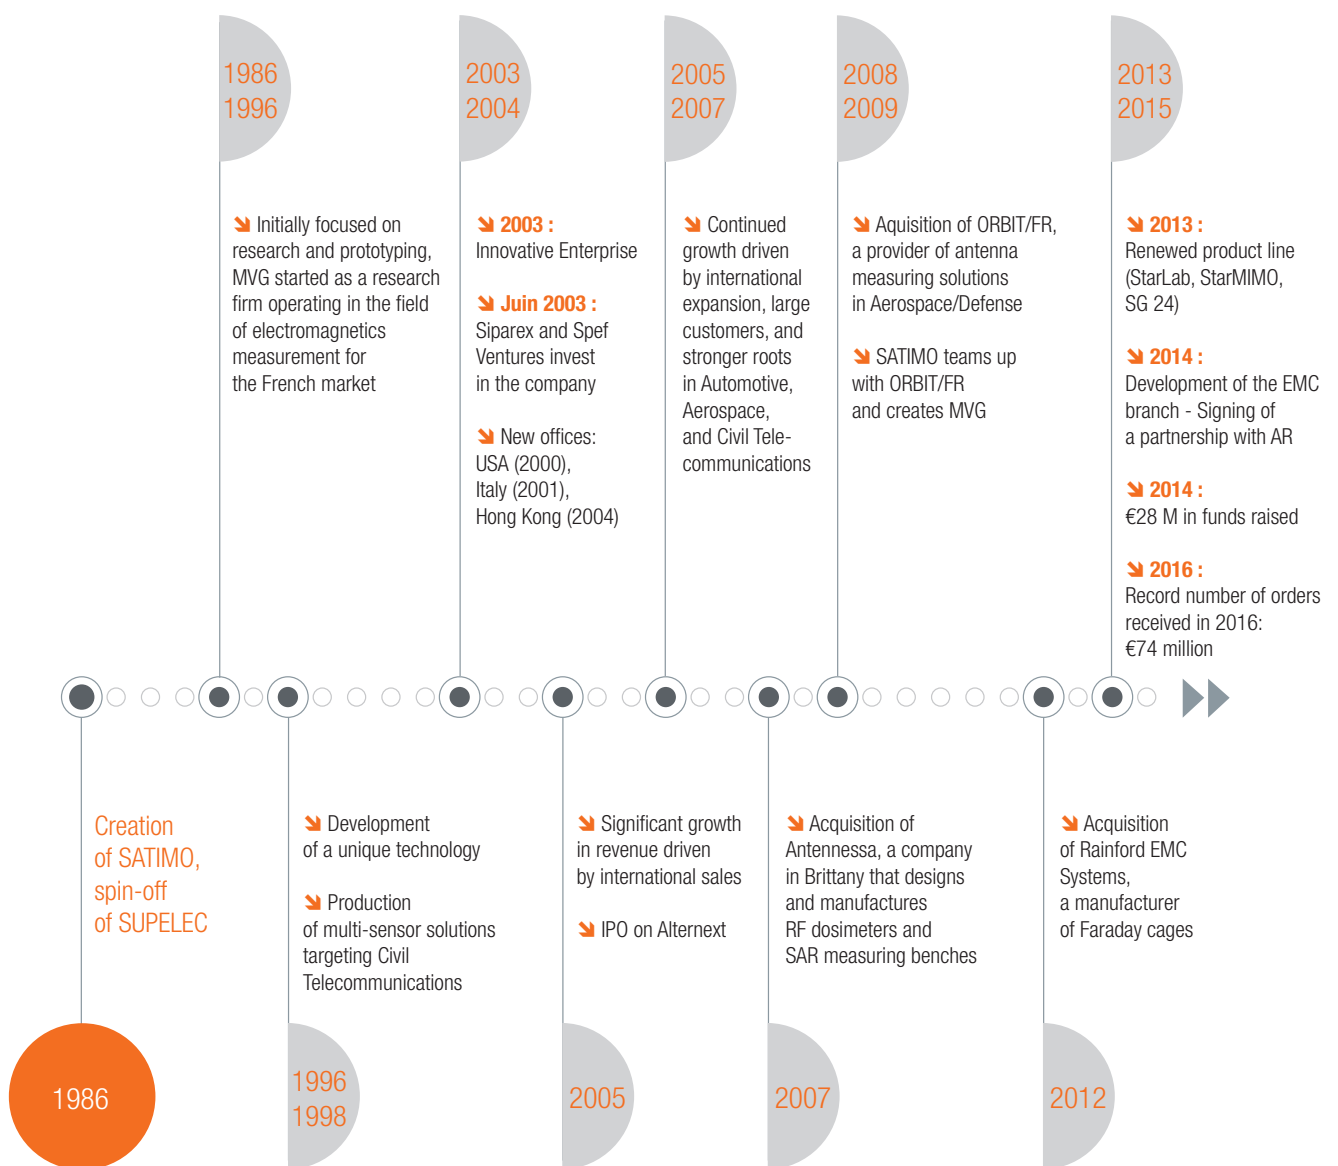 1986
1996
Initially focused on
research and prototyping,
MVG started as a research
firm operating in the field
of electromagnetics
measurement for
the French market
2003
2004
2003 :
Innovative Enterprise
Juin 2003 :
Siparex and Spef
Ventures invest
in the company
New offices:
USA (2000),
Italy (2001),
Hong Kong (2004)
2005
2007
Continued
growth driven
by international
expansion, large
customers, and
stronger roots
in Automotive,
Aerospace,
and Civil Tele-
communications
2008
2009
Aquisition of ORBIT/FR,
a provider of antenna
measuring solutions
in Aerospace/Defense
SATIMO teams up
with ORBIT/FR
and creates MVG
2013
2015
2013 :
Renewed product line
(StarLab, StarMIMO,
SG 24)
2014 :
Development of the EMC
branch - Signing of
a partnership with AR
2014 :
€28 M in funds raised
2016 :
Record number of orders
received in 2016:
€74 million
Creation
of SATIMO,
spin-off
of SUPELEC
1986
Development
of a unique technology
Production
of multi-sensor solutions
targeting Civil
Telecommunications
1996
1998
Significant growth
in revenue driven
by international sales
IPO on Alternext
2005
Acquisition of
Antennessa, a company
in Brittany that designs
and manufactures
RF dosimeters and
SAR measuring benches
2007
Acquisition
of Rainford EMC
Systems,
a manufacturer
of Faraday cages
2012